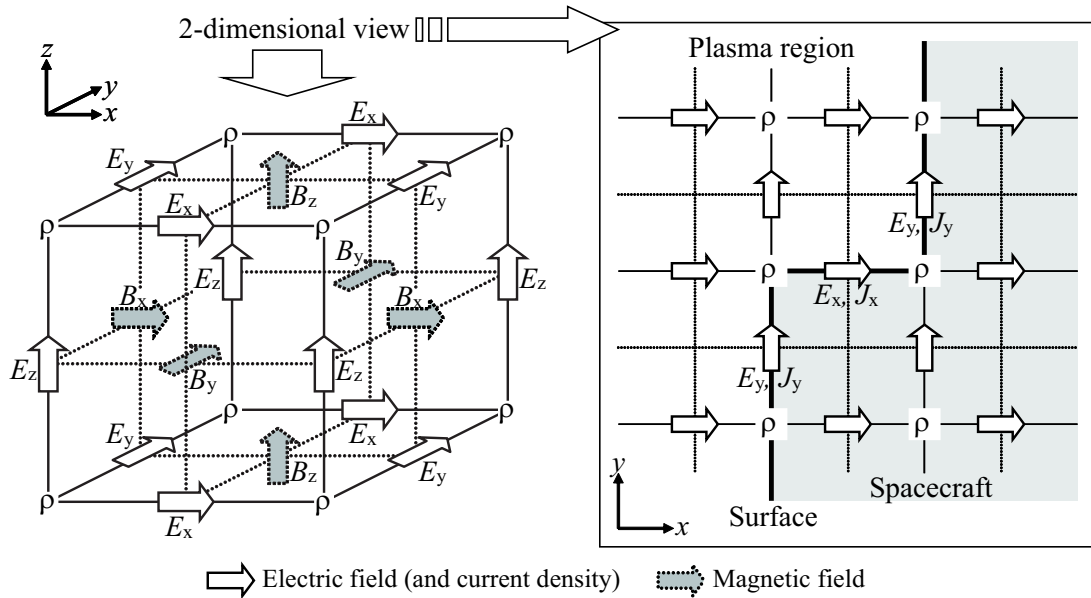 2-dimensional view
Plasma region
z
y
x
ρ
E_x
ρ
ρ
ρ
ρ
E_y
B_z
E_y
E_x
ρ
ρ
E_y, J_y
B_y
E_z
E_z
ρ
ρ
B_x
B_x
E_x, J_x
E_z
B_y
E_z
E_y, J_y
ρ
E_x
ρ
ρ
ρ
E_y
B_z
E_y
y
Spacecraft
ρ
E_x
ρ
x
Surface
Electric field (and current density)
Magnetic field